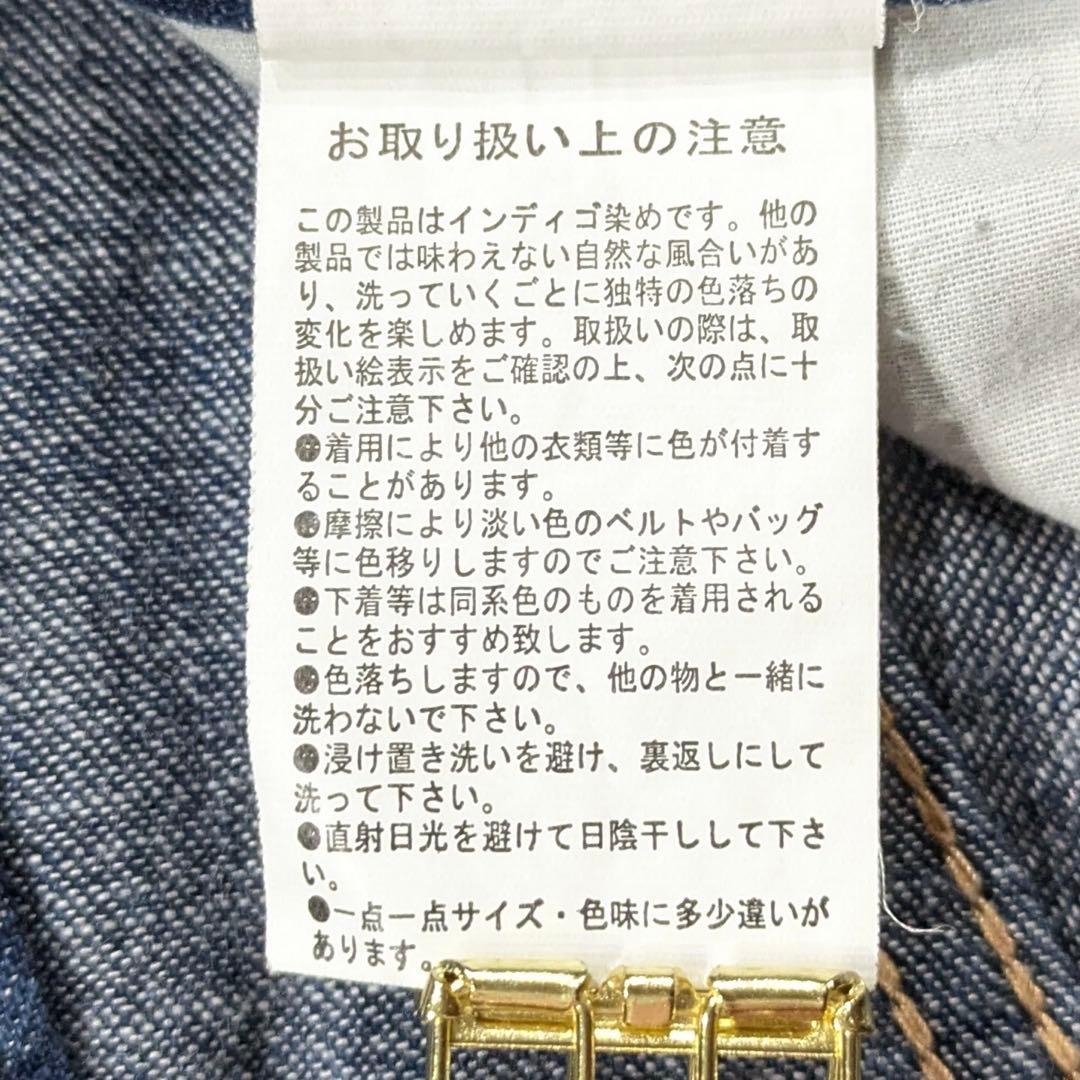 お取り扱い上の注意
この製品はインディゴ染めです。他の
製品では味わえない自然な風合いがあ
り、洗っていくごとに独特の色落ちの
変化を楽しめます。取扱いの際は、取
扱い絵表示をご確認の上、次の点に十
分ご注意下さい。
●着用により他の衣類等に色が付着す
ることがあります。
●摩擦により淡い色のベルトやバッグ
等に色移りしますのでご注意下さい。
●下着等は同系色のものを着用される
ことをおすすめ致します。
●色落ちしますので、他の物と一緒に
洗わないで下さい。
●浸け置き洗いを避け、裏返しにして
洗って下さい。
●直射日光を避けて日陰干しして下さ
い。
●一点一点サイズ・色味に多少違いが
あります。